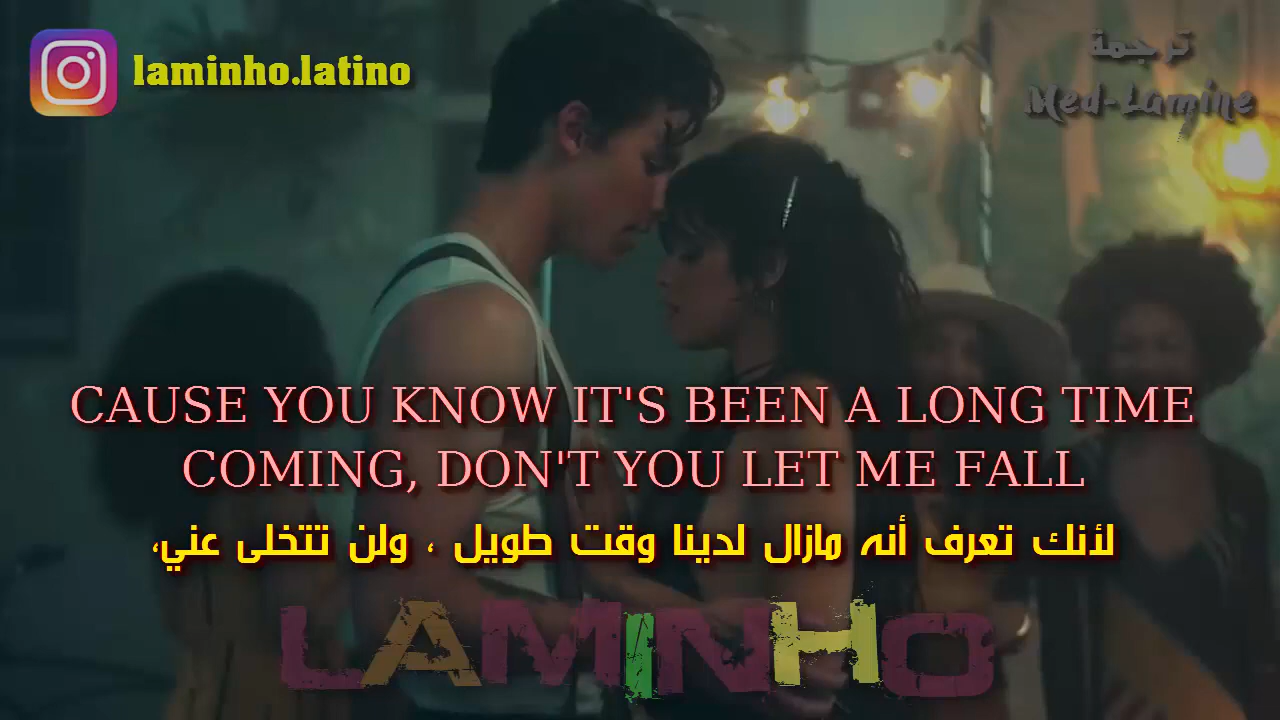 laminho.latino
ترجمة
Med-Lamine
CAUSE YOU KNOW IT'S BEEN A LONG TIME
COMING, DON'T YOU LET ME FALL
لأنك تعرف أنه مازال لدينا وقت طويل ، ولن تتخلى عني،
LAMINHO